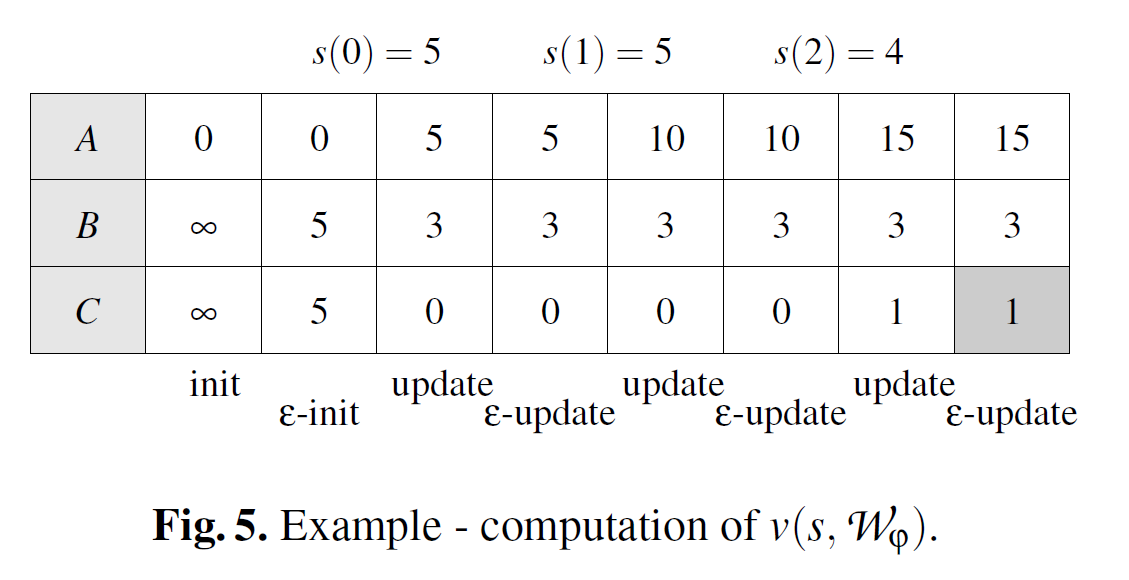 s(0) = 5 s(1) = 5 s(2) = 4
A 0 0 5 5 10 10 15 15
B ∞ 5 3 3 3 3 3 3
C ∞ 5 0 0 0 0 1 1
init update update update
ε-init ε-update ε-update ε-update
Fig. 5. Example - computation of v(s, 𝒲φ).